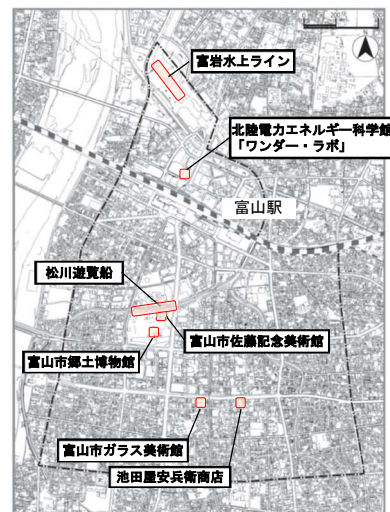 富岩水上ライン
北陸電力エネルギー科学館
「ワンダー・ラボ」
富山駅
松川遊覧船
富山市佐藤記念美術館
富山市郷土博物館
富山市ガラス美術館
池田屋安兵衛商店